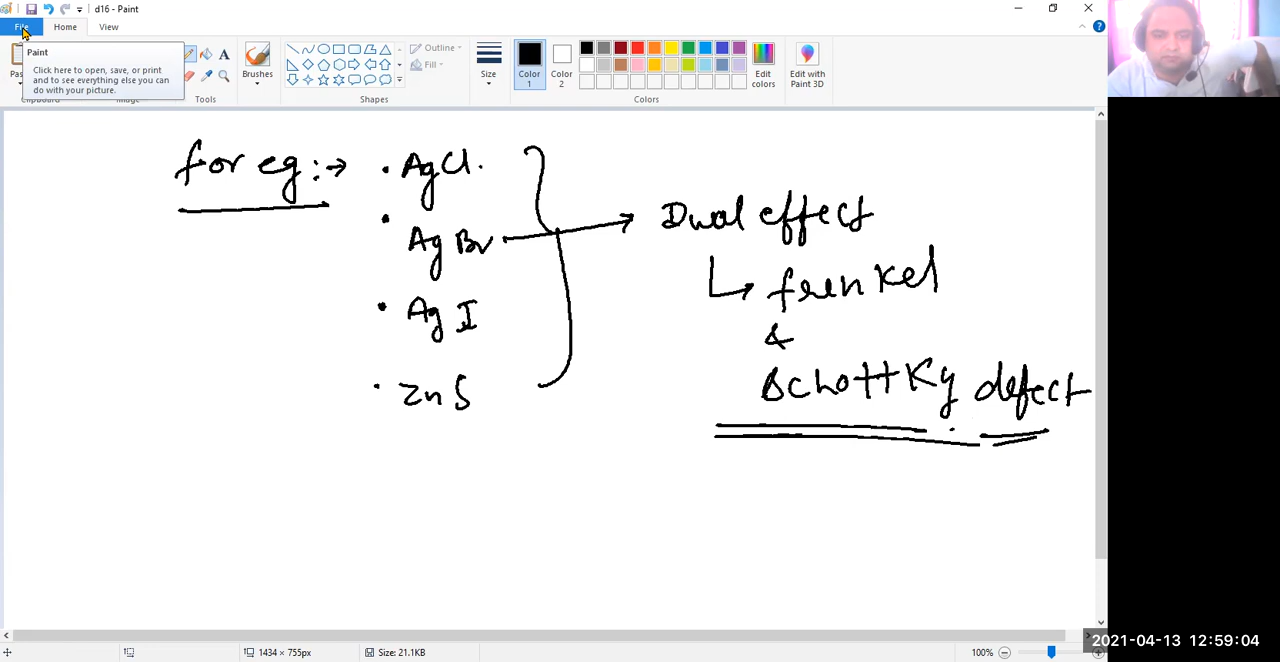 d16 - Paint
File Home View
Paint
Click here to open, save, or print
and to see everything else you can
do with your picture.
Outline
Fill
Brushes
Size
Color
1
Color
2
Edit
colors
Edit with
Paint 3D
Tools
Shapes
Colors
for eg:→ • AgCl.
• AgBr → Dual effect
↳ frenkel
• AgI
&
Schottky defect
• ZnS
1434 × 755px
Size: 21.1KB
100%
2021-04-13 12:59:04